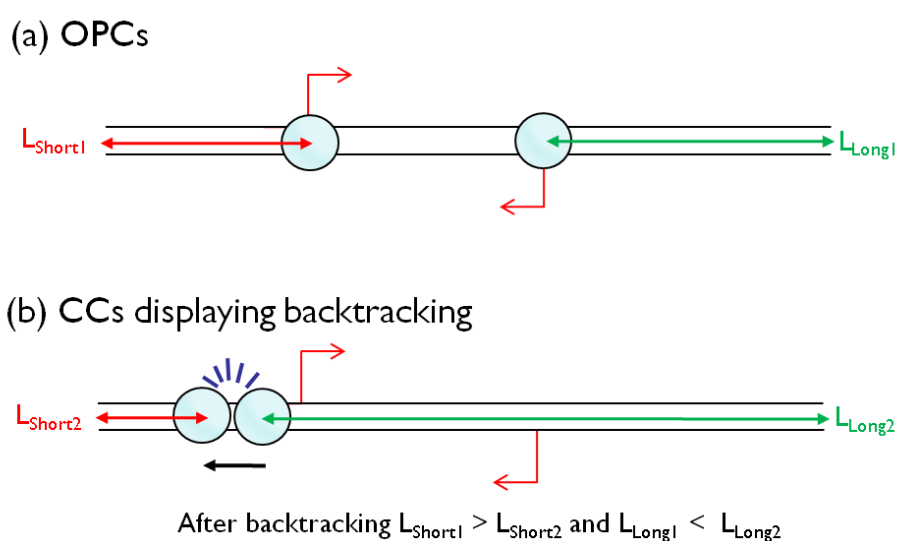 (a) OPCs
LShort1
LLong1
(b) CCs displaying backtracking
LShort2
LLong2
After backtracking LShort1 > LShort2 and LLong1 < LLong2